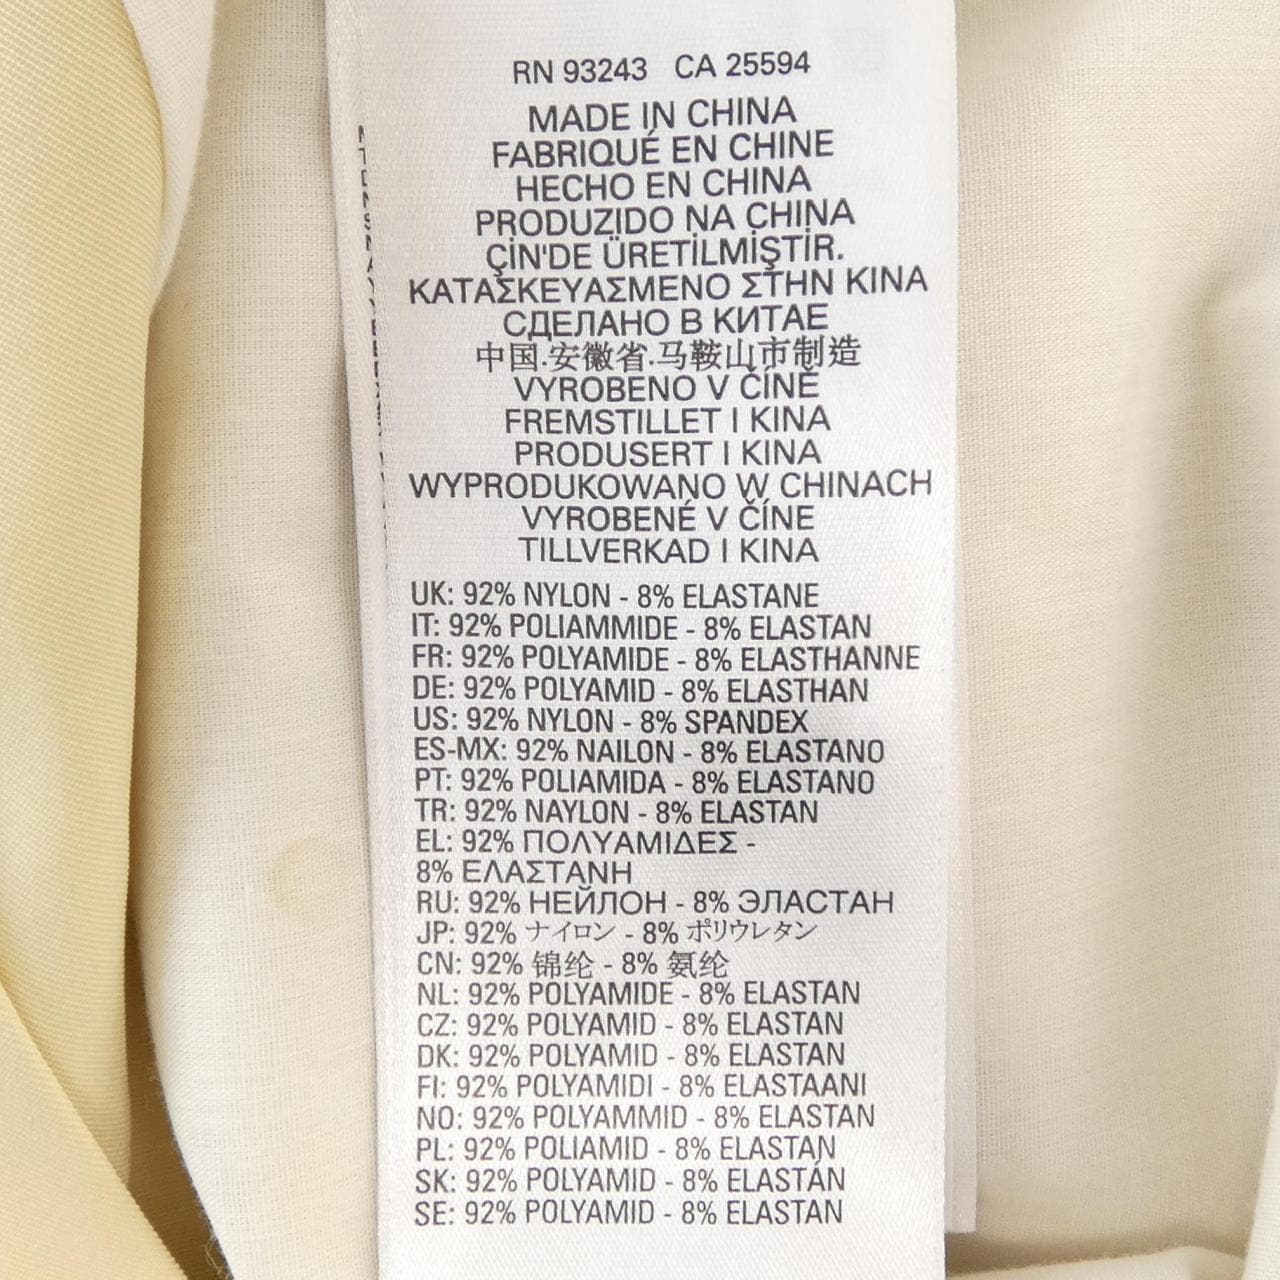 RN 93243 CA 25594
MADE IN CHINA
FABRIQUÉ EN CHINE
HECHO EN CHINA
PRODUZIDO NA CHINA
ÇİN'DE ÜRETİLMİŞTİR.
ΚΑΤΑΣΚΕΥΑΣΜΕΝΟ ΣΤΗΝ ΚΙΝΑ
СДЕЛАНО В КИТАЕ
中国.安徽省.马鞍山市制造
VYROBENO V ČÍNĚ
FREMSTILLET I KINA
PRODUSERT I KINA
WYPRODUKOWANO W CHINACH
VYROBENÉ V ČÍNE
TILLVERKAD I KINA
UK: 92% NYLON - 8% ELASTANE
IT: 92% POLIAMMIDE - 8% ELASTAN
FR: 92% POLYAMIDE - 8% ELASTHANNE
DE: 92% POLYAMID - 8% ELASTHAN
US: 92% NYLON - 8% SPANDEX
ES-MX: 92% NAILON - 8% ELASTANO
PT: 92% POLIAMIDA - 8% ELASTANO
TR: 92% NAYLON - 8% ELASTAN
EL: 92% ΠΟΛΥΑΜΙΔΕΣ -
8% ΕΛΑΣΤΑΝΗ
RU: 92% НЕЙЛОН - 8% ЭЛАСТАН
JP: 92% ナイロン - 8% ポリウレタン
CN: 92% 锦纶 - 8% 氨纶
NL: 92% POLYAMIDE - 8% ELASTAN
CZ: 92% POLYAMID - 8% ELASTAN
DK: 92% POLYAMID - 8% ELASTAN
FI: 92% POLYAMIDI - 8% ELASTAANI
NO: 92% POLYAMMID - 8% ELASTAN
PL: 92% POLIAMID - 8% ELASTAN
SK: 92% POLYAMID - 8% ELASTÁN
SE: 92% POLYAMID - 8% ELASTAN